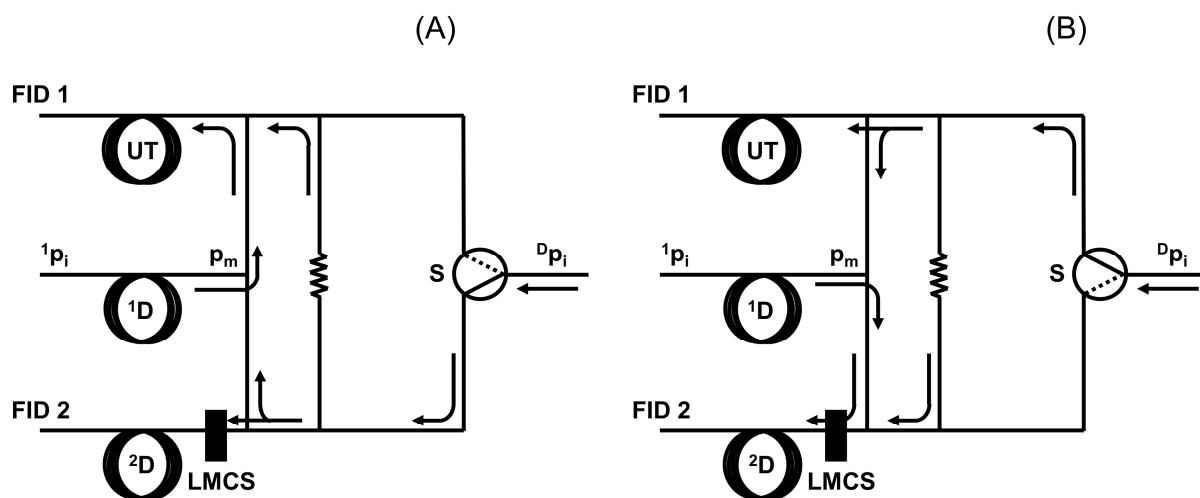 (A)
FID 1
UT
¹pᵢ
pₘ
ᴰpᵢ
S
¹D
FID 2
²D
LMCS
(B)
FID 1
UT
¹pᵢ
pₘ
ᴰpᵢ
S
¹D
FID 2
²D
LMCS